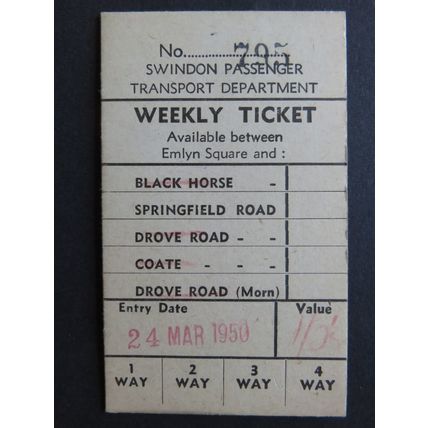 No. 795
SWINDON PASSENGER
TRANSPORT DEPARTMENT
WEEKLY TICKET
Available between
Emlyn Square and :
BLACK HORSE -
SPRINGFIELD ROAD
DROVE ROAD - -
COATE - - -
DROVE ROAD (Morn)
Entry Date Value
24 MAR 1950
1 WAY 2 WAY 3 WAY 4 WAY